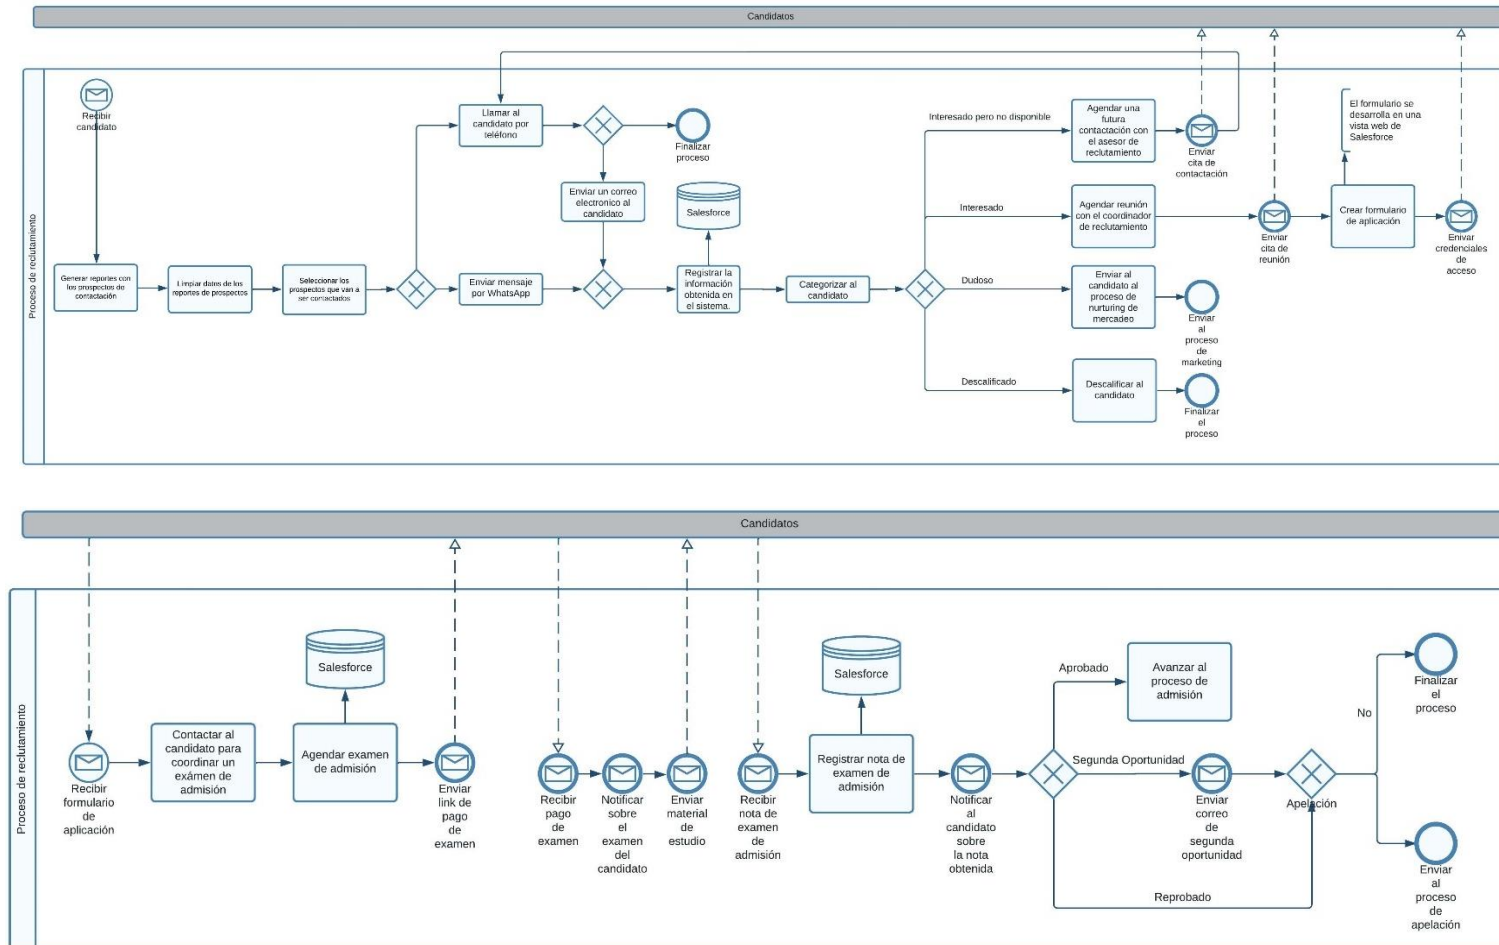 Candidatos
Proceso de reclutamiento
Recibir
candidato
Generar reportes con
los prospectos de
contactación
Limpiar datos de los
reportes de prospectos
Seleccionar los
prospectos que van a
ser contactados
Llamar al
candidato por
teléfono
Finalizar
proceso
Enviar un correo
electronico al
candidato
Enviar mensaje
por WhatsApp
Salesforce
Registrar la
información
obtenida en
el sistema.
Categorizar al
candidato
Interesado pero no disponible
Agendar una
futura
contactación con
el asesor de
reclutamiento
Enviar
cita de
contactación
Interesado
Agendar reunión
con el coordinador
de reclutamiento
Enviar
cita de
reunión
El formulario se
desarrolla en una
vista web de
Salesforce
Crear formulario
de aplicación
Enivar
credenciales
de
acceso
Dudoso
Enviar al
candidato al
proceso de
nurturing de
mercadeo
Enviar
al
proceso
de
marketing
Descalificado
Descalificar al
candidato
Finalizar
el
proceso
Candidatos
Proceso de reclutamiento
Recibir
formulario
de
aplicación
Contactar al
candidato para
coordinar un
exámen de
admisión
Salesforce
Agendar examen
de admisión
Enviar
link de
pago
de
examen
Recibir
pago
de
examen
Notificar
sobre
el
examen
del
candidato
Enviar
material
de
estudio
Recibir
nota de
examen
de
admisión
Salesforce
Registrar nota de
examen de
admisión
Notificar
al
candidato
sobre
la nota
obtenida
Aprobado
Avanzar al
proceso de
admisión
Segunda Oportunidad
Enviar
correo
de
segunda
oportunidad
Reprobado
Apelación
No
Finalizar
el
proceso
Enviar
al
proceso
de
apelación